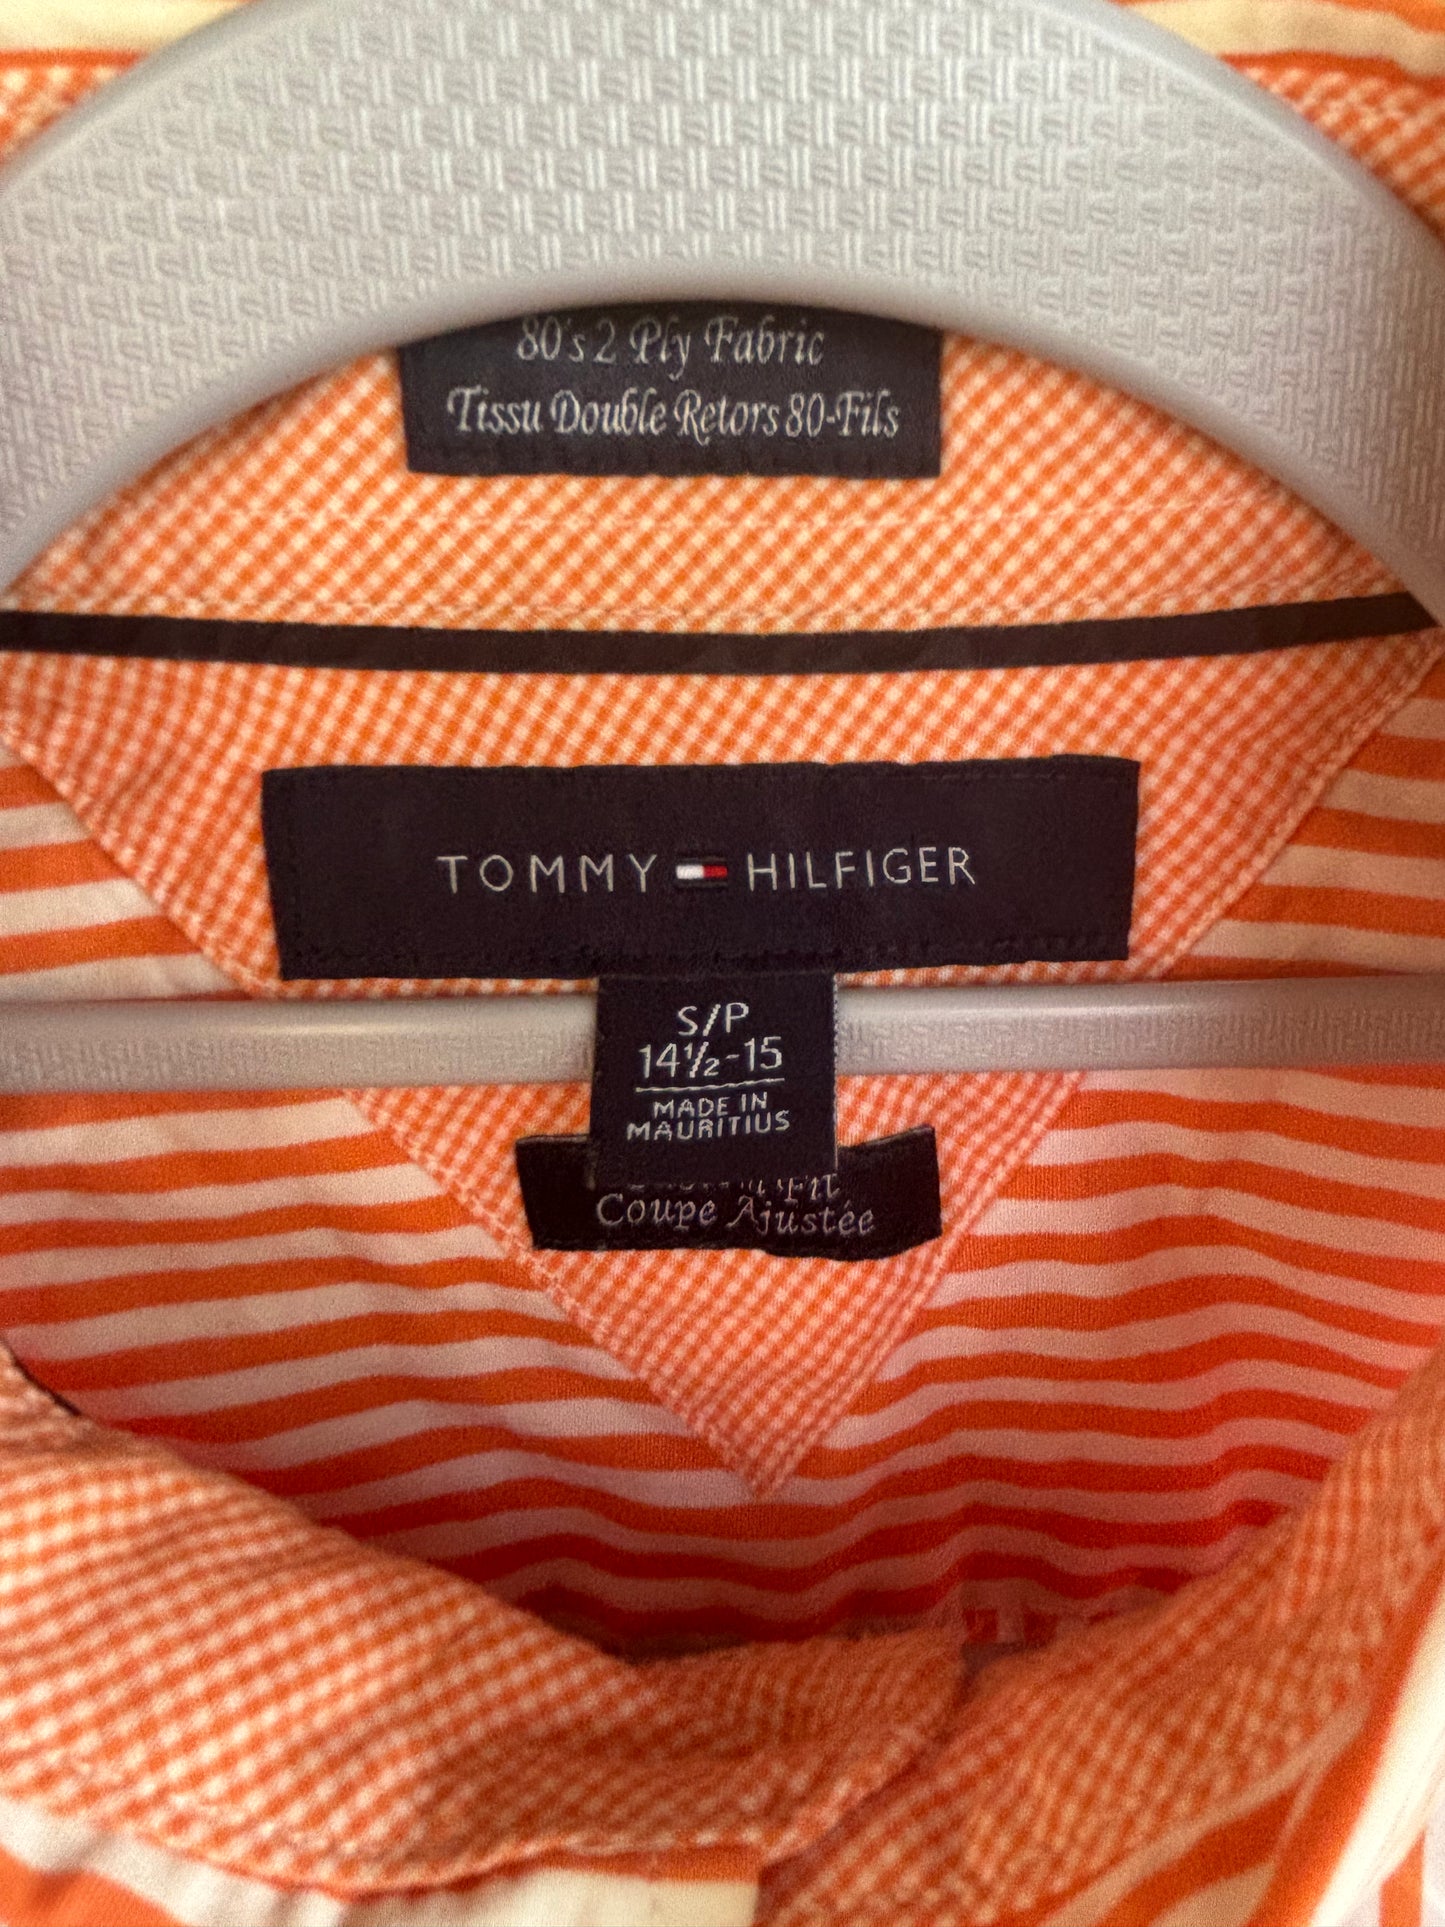 80's 2 Ply Fabric
Tissu Double Retors 80-Fils
TOMMY HILFIGER
S/P
14½-15
MADE IN
MAURITIUS
Fit
Coupe Ajustée